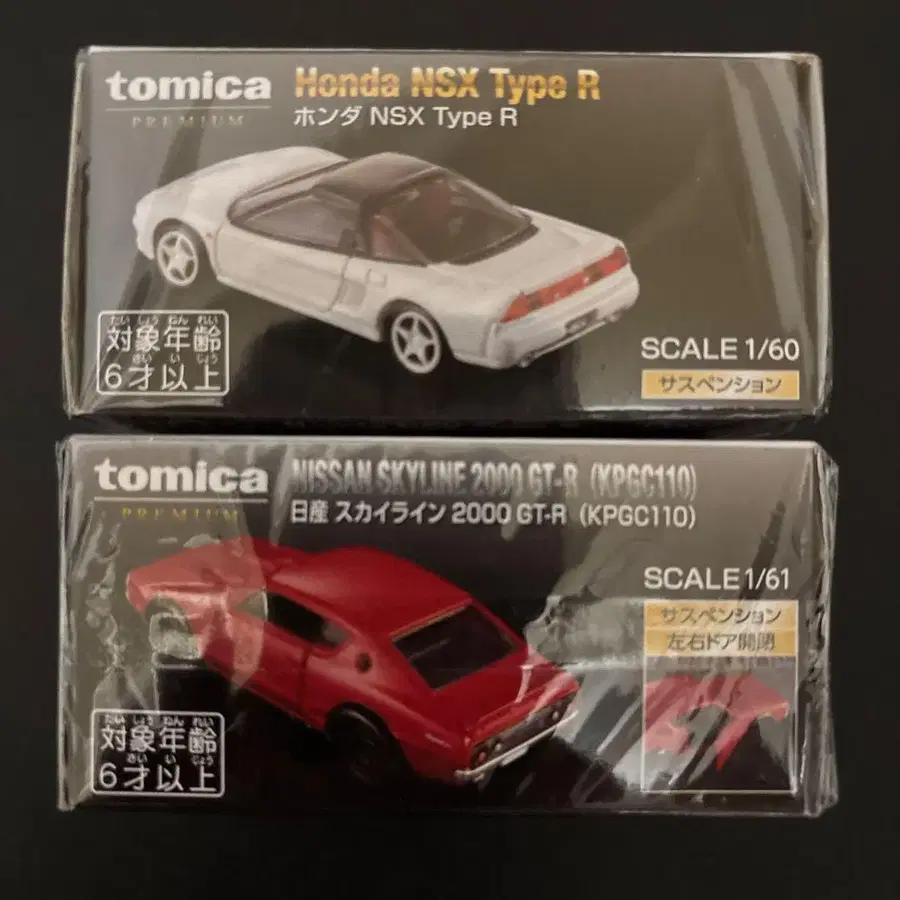 tomica
PREMIUM
Honda NSX Type R
ホンダ NSX Type R
たい しょう ねん れい
対象年齢
さい い じょう
6才以上
SCALE 1/60
サスペンション
tomica
PREMIUM
NISSAN SKYLINE 2000 GT-R (KPGC110)
日産 スカイライン 2000 GT-R (KPGC110)
SCALE 1/61
サスペンション
左右ドア開閉
たい しょう ねん れい
対象年齢
さい い じょう
6才以上